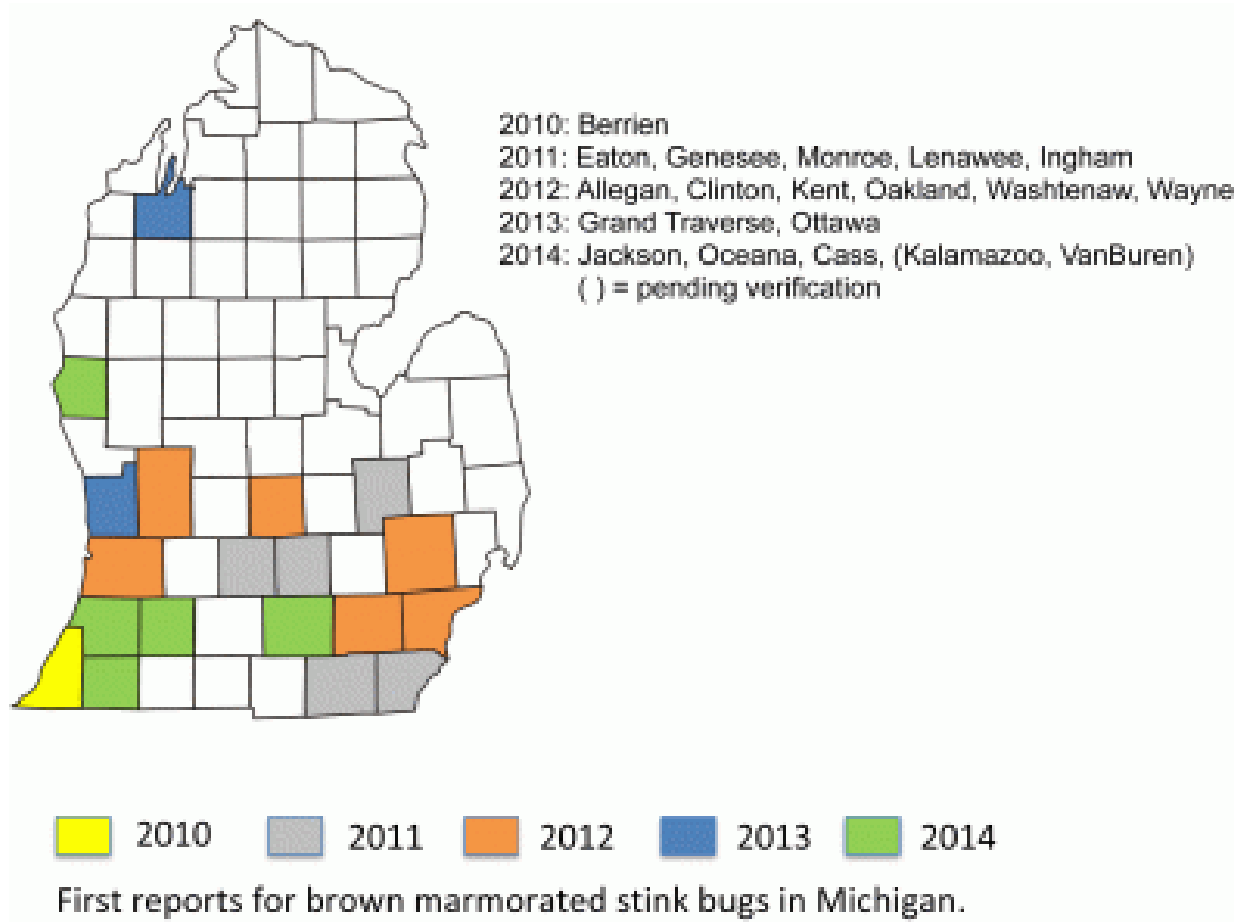 2010: Berrien
2011: Eaton, Genesee, Monroe, Lenawee, Ingham
2012: Allegan, Clinton, Kent, Oakland, Washtenaw, Wayne
2013: Grand Traverse, Ottawa
2014: Jackson, Oceana, Cass, (Kalamazoo, VanBuren)
( ) = pending verification
2010 2011 2012 2013 2014
First reports for brown marmorated stink bugs in Michigan.